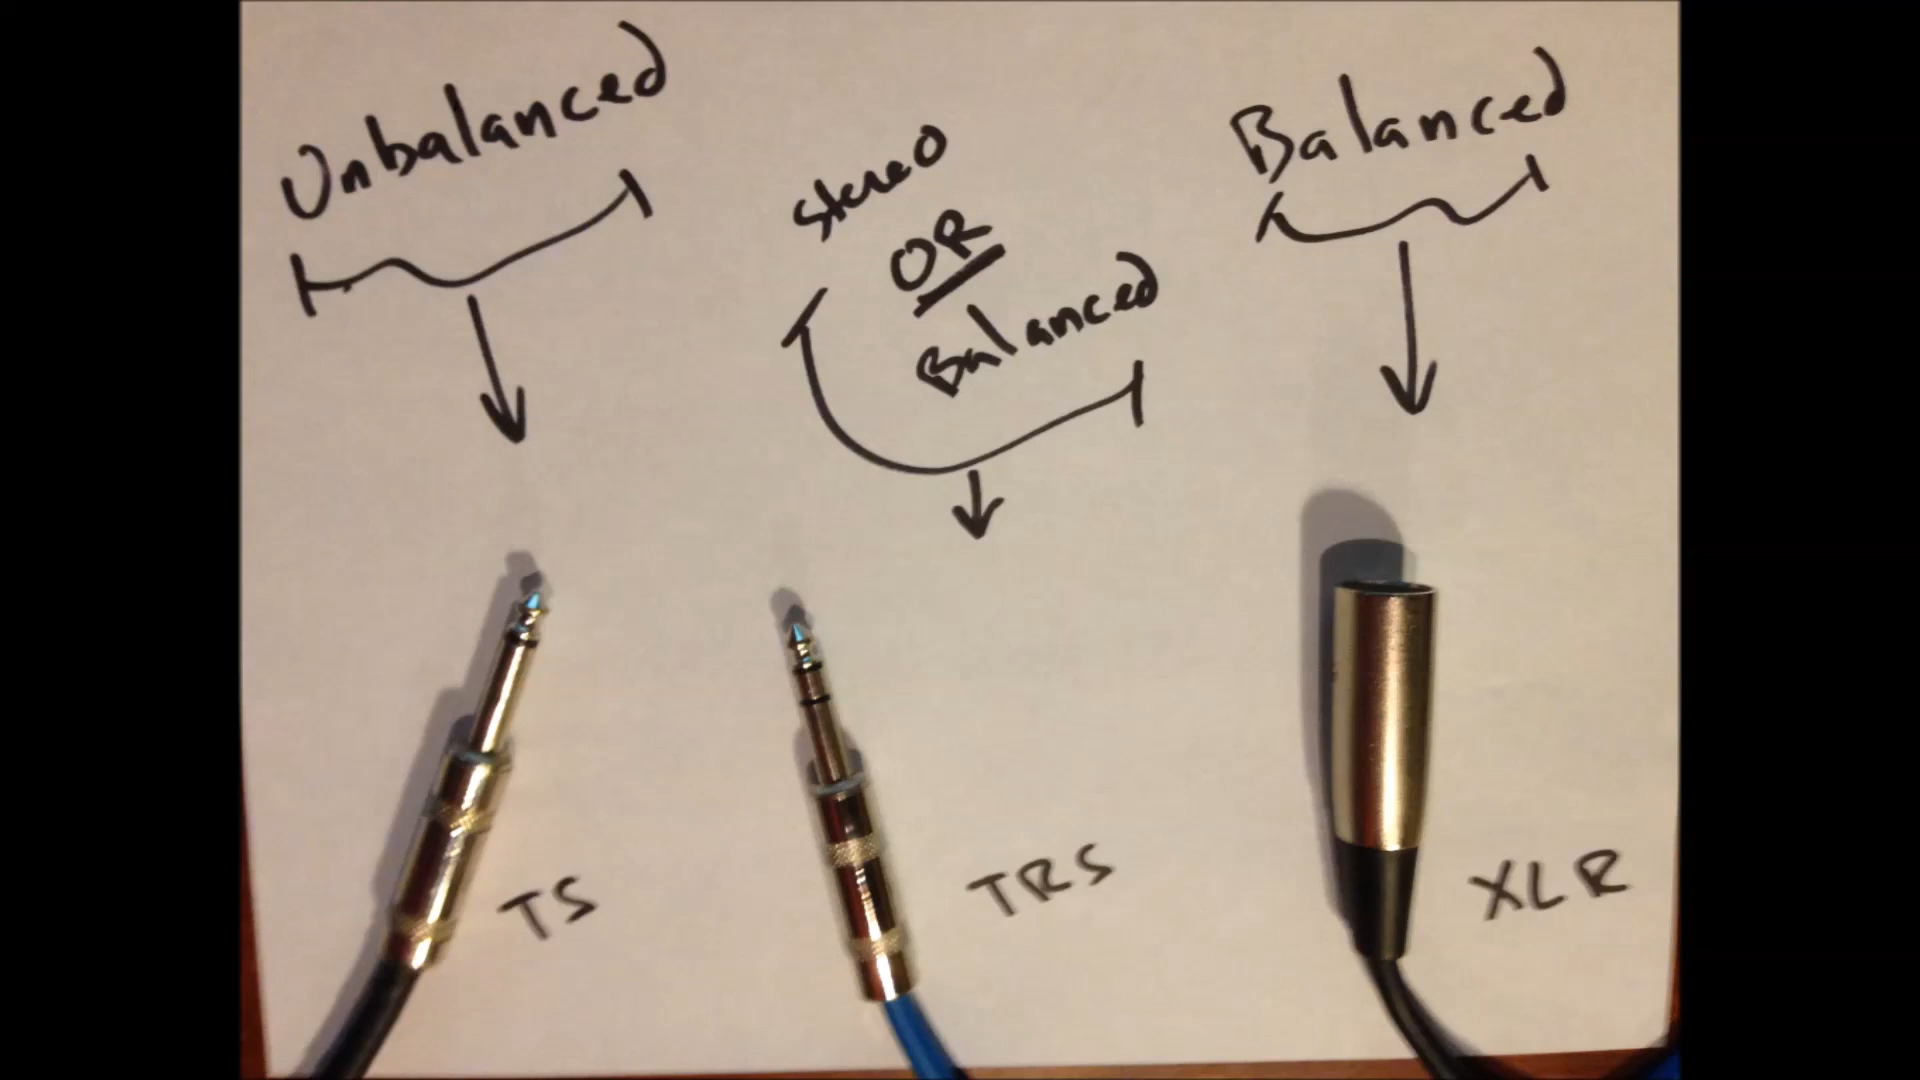 Unbalanced
stereo
OR
Balanced
Balanced
TS
TRS
XLR